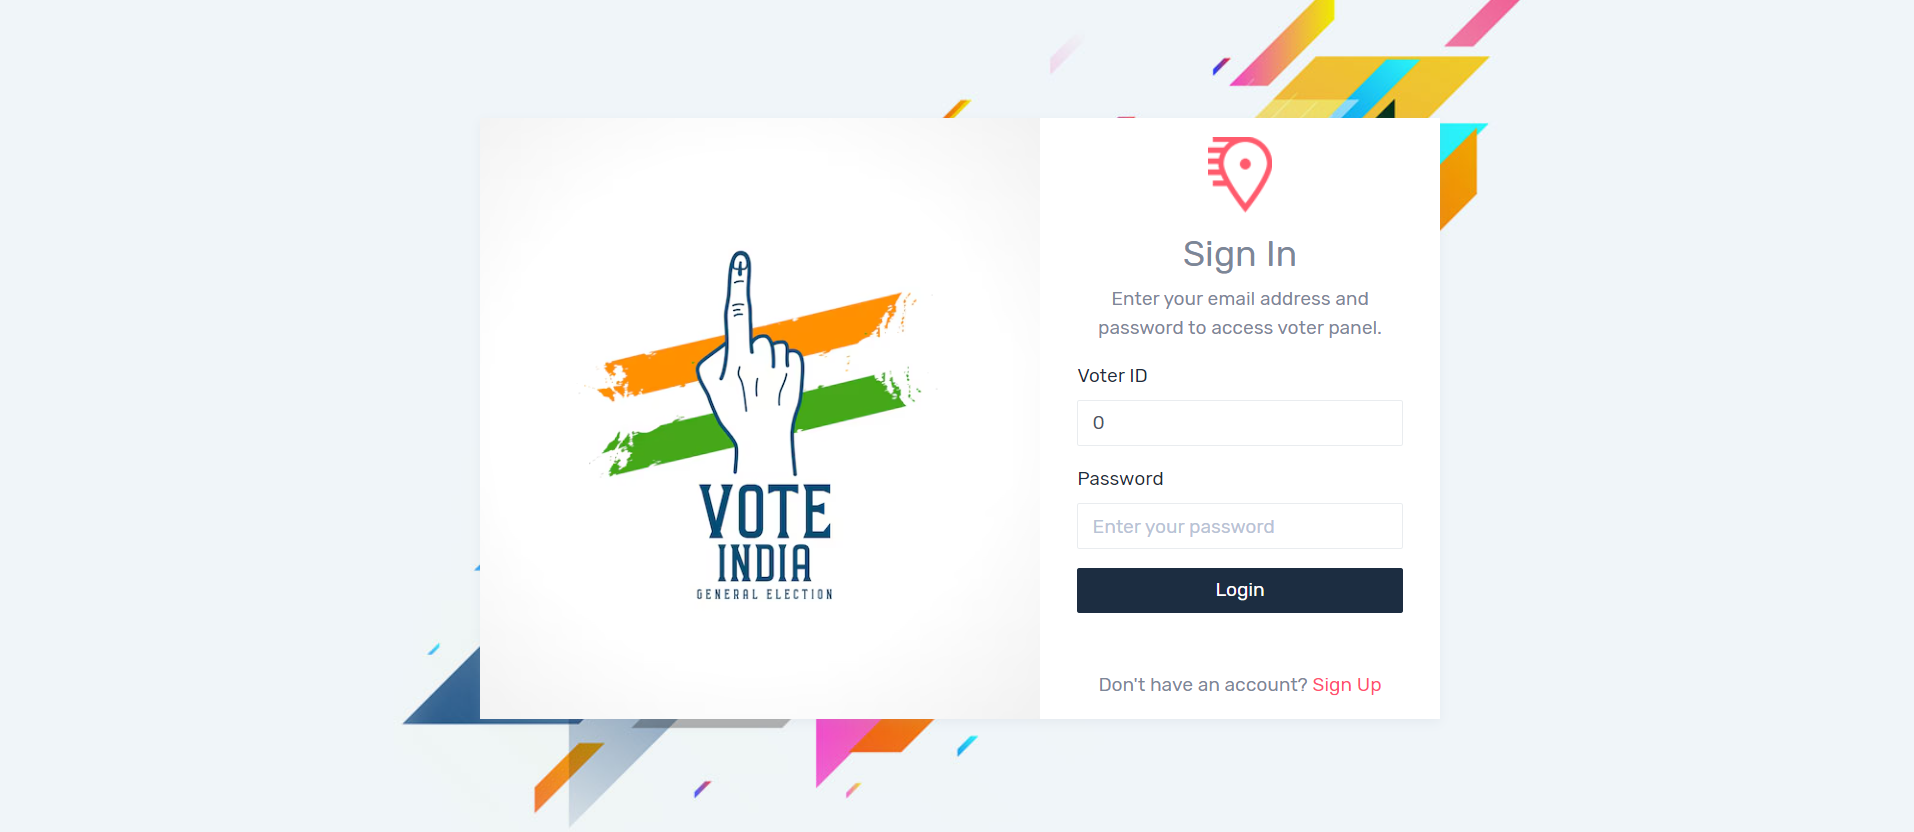 VOTE
INDIA
GENERAL ELECTION
Sign In
Enter your email address and
password to access voter panel.
Voter ID
0
Password
Enter your password
Login
Don't have an account? Sign Up